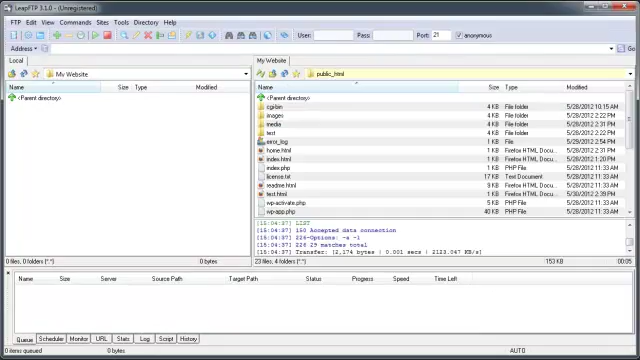 LeapFTP 3.1.0 - (Unregistered)
FTP Edit View Commands Sites Tools Directory Help
User: Pass: Port: 21 anonymous
Address Go
Local My Website
My Website public_html
Name Size Type Modified Name Size Type Modified
<Parent directory> <Parent directory>
cgi-bin 4 KB File folder 5/28/2012 10:15 AM
images 4 KB File folder 5/28/2012 2:22 PM
media 4 KB File folder 5/28/2012 2:31 PM
test 4 KB File folder 5/28/2012 2:22 PM
error_log 1 KB File 5/29/2012 2:54 PM
home.html 1 KB Firefox HTML Docu... 5/28/2012 2:31 PM
index.html 1 KB Firefox HTML Docu... 5/28/2012 1:20 PM
index.php 1 KB PHP File 5/28/2012 11:33 AM
license.txt 17 KB Text Document 5/28/2012 11:33 AM
readme.html 9 KB Firefox HTML Docu... 5/28/2012 11:33 AM
test.html 1 KB Firefox HTML Docu... 5/30/2012 2:39 PM
wp-activate.php 5 KB PHP File 5/28/2012 11:33 AM
wp-app.php 40 KB PHP File 5/28/2012 11:33 AM
[15:04:37] LIST
[15:04:37] 150 Accepted data connection
[15:04:37] 226-Options: -a -l
[15:04:37] 226 29 matches total
[15:04:37] Transfer: [2,174 bytes | 0.001 secs | 2123.047 KB/s]
0 files, 0 folders (*.*) 0 bytes 23 files, 4 folders (*.*) 153 KB 00:05
Name Size Server Source Path Target Path Status Progress Speed Time Left
Queue Scheduler Monitor URL Stats Log Script History
0 items queued 0 bytes AUTO